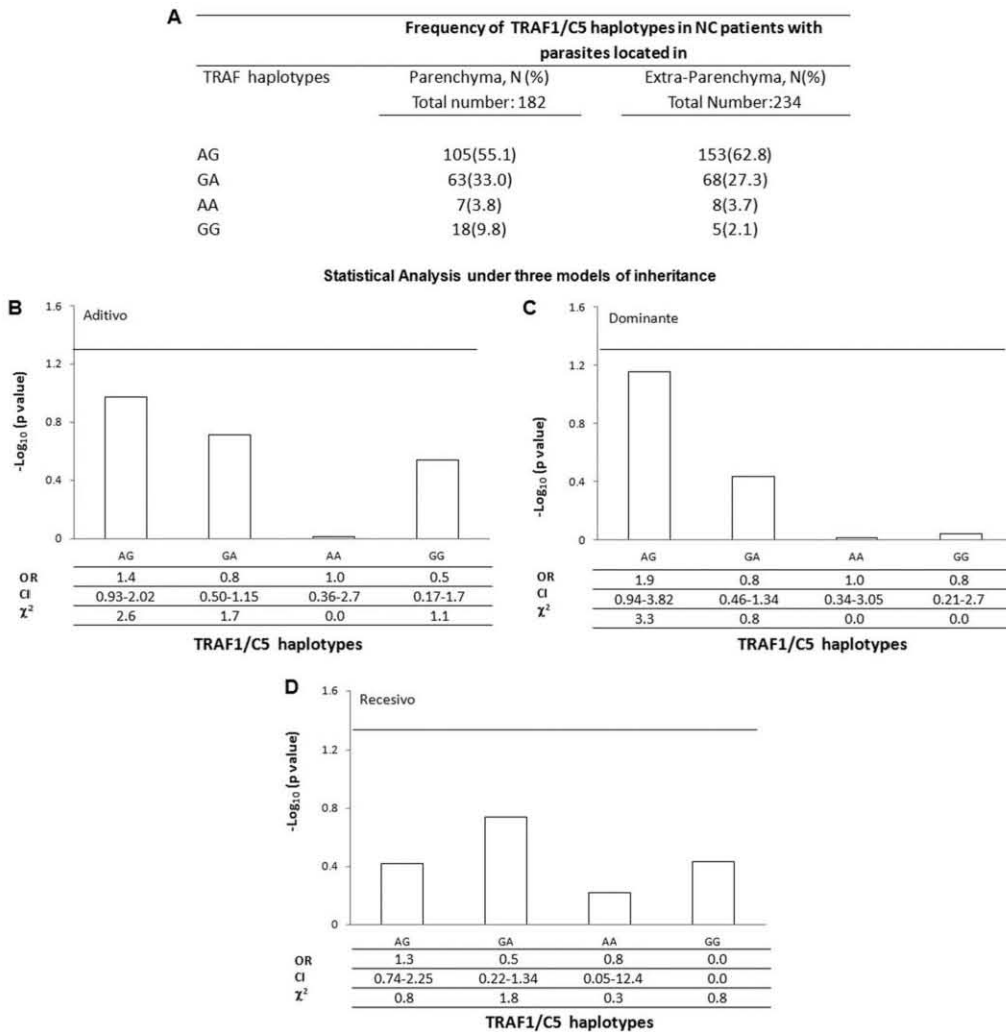 A
Frequency of TRAF1/C5 haplotypes in NC patients with
parasites located in
TRAF haplotypes Parenchyma, N (%) Extra-Parenchyma, N(%)
Total number: 182 Total Number:234
AG 105(55.1) 153(62.8)
GA 63(33.0) 68(27.3)
AA 7(3.8) 8(3.7)
GG 18(9.8) 5(2.1)
Statistical Analysis under three models of inheritance
B
Aditivo
-Log10 (p value)
1.6
1.2
0.8
0.4
0
AG GA AA GG
OR 1.4 0.8 1.0 0.5
CI 0.93-2.02 0.50-1.15 0.36-2.7 0.17-1.7
χ² 2.6 1.7 0.0 1.1
TRAF1/C5 haplotypes
C
Dominante
-Log10 (p value)
1.6
1.2
0.8
0.4
0
AG GA AA GG
OR 1.9 0.8 1.0 0.8
CI 0.94-3.82 0.46-1.34 0.34-3.05 0.21-2.7
χ² 3.3 0.8 0.0 0.0
TRAF1/C5 haplotypes
D
Recesivo
-Log10 (p value)
1.6
1.2
0.8
0.4
0
AG GA AA GG
OR 1.3 0.5 0.8 0.0
CI 0.74-2.25 0.22-1.34 0.05-12.4 0.0
χ² 0.8 1.8 0.3 0.8
TRAF1/C5 haplotypes